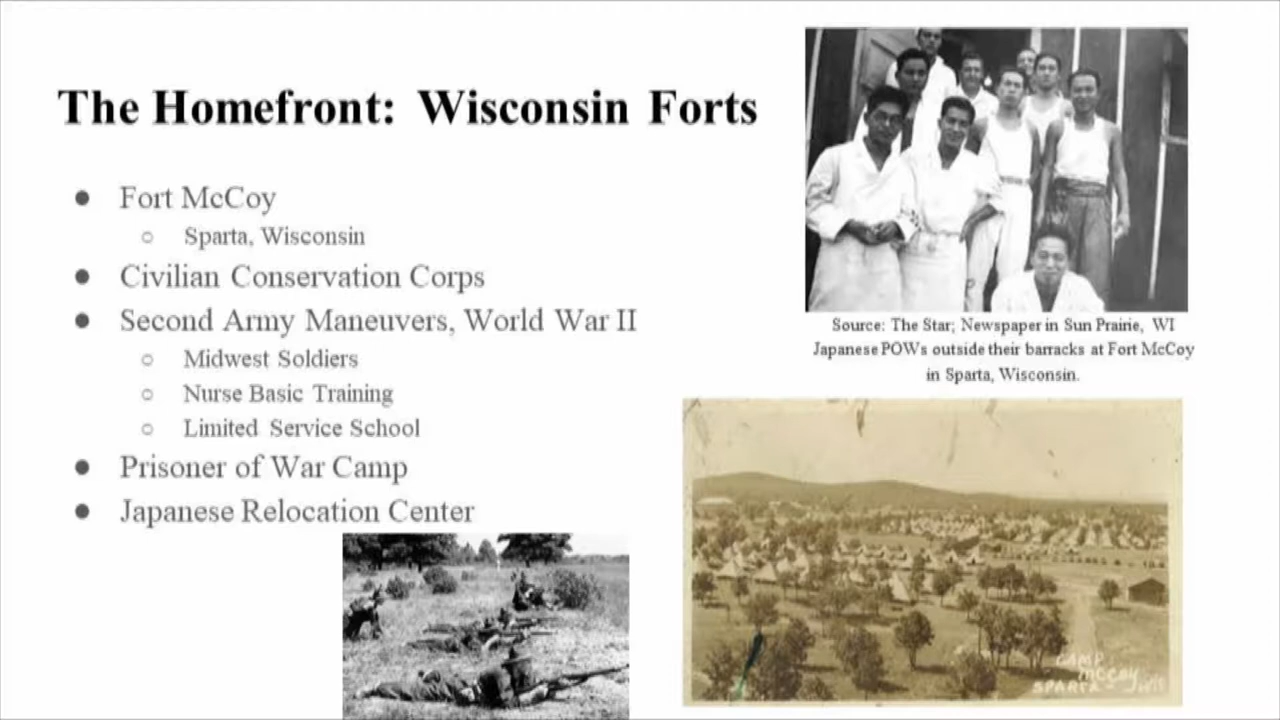 The Homefront: Wisconsin Forts
● Fort McCoy
○ Sparta, Wisconsin
● Civilian Conservation Corps
● Second Army Maneuvers, World War II
○ Midwest Soldiers
○ Nurse Basic Training
○ Limited Service School
● Prisoner of War Camp
● Japanese Relocation Center
Source: The Star; Newspaper in Sun Prairie, WI
Japanese POWs outside their barracks at Fort McCoy
in Sparta, Wisconsin.
CAMP
McCoy
SPARTA - Wis